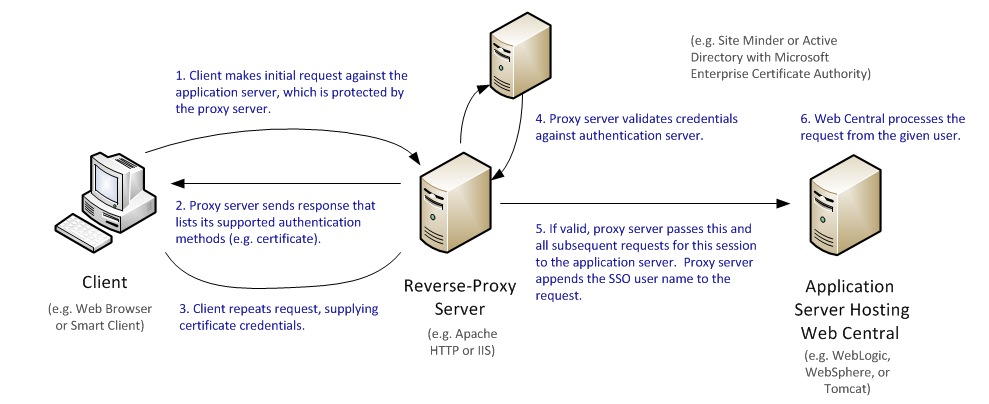 (e.g. Site Minder or Active
Directory with Microsoft
Enterprise Certificate Authority)
1. Client makes initial request against the
application server, which is protected by
the proxy server.
4. Proxy server validates credentials
against authentication server.
6. Web Central processes the
request from the given user.
2. Proxy server sends response that
lists its supported authentication
methods (e.g. certificate).
5. If valid, proxy server passes this and
all subsequent requests for this session
to the application server.  Proxy server
appends the SSO user name to the
request.
Client
(e.g. Web Browser
or Smart Client)
3. Client repeats request, supplying
certificate credentials.
Reverse-Proxy
Server
(e.g. Apache
HTTP or IIS)
Application
Server Hosting
Web Central
(e.g. WebLogic,
WebSphere, or
Tomcat)